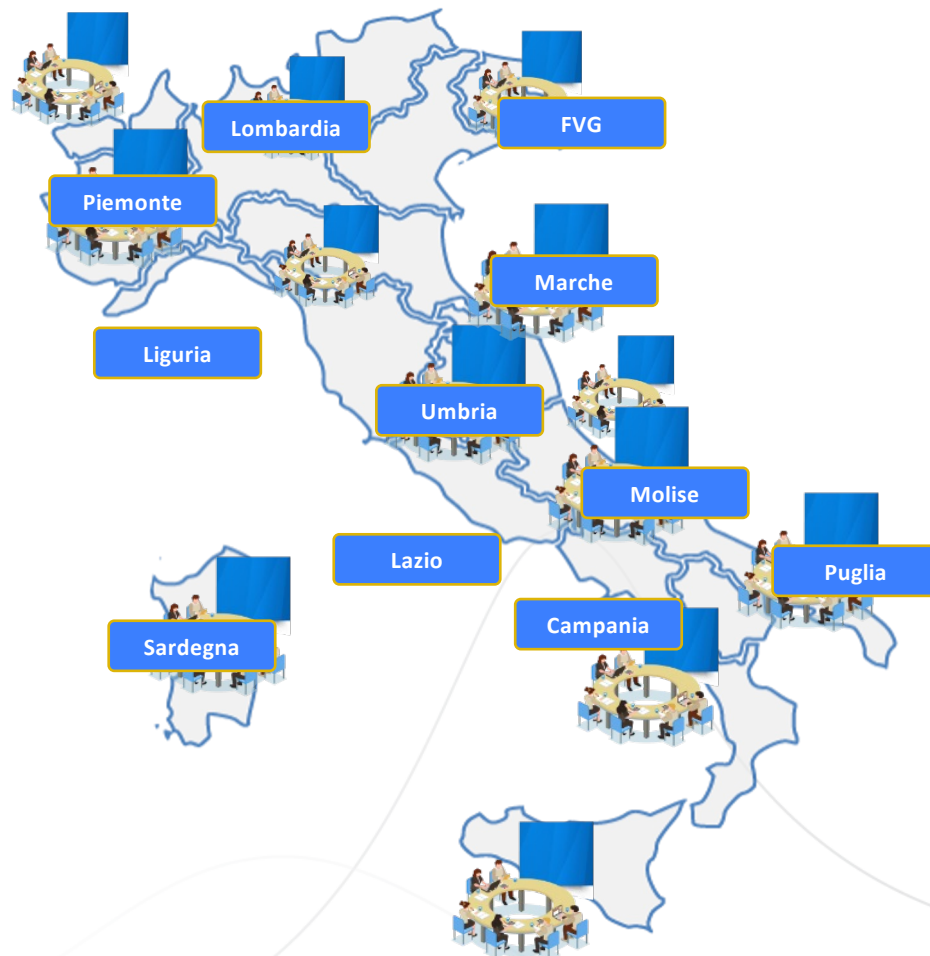 Lombardia
FVG
Piemonte
Marche
Liguria
Umbria
Molise
Lazio
Puglia
Campania
Sardegna